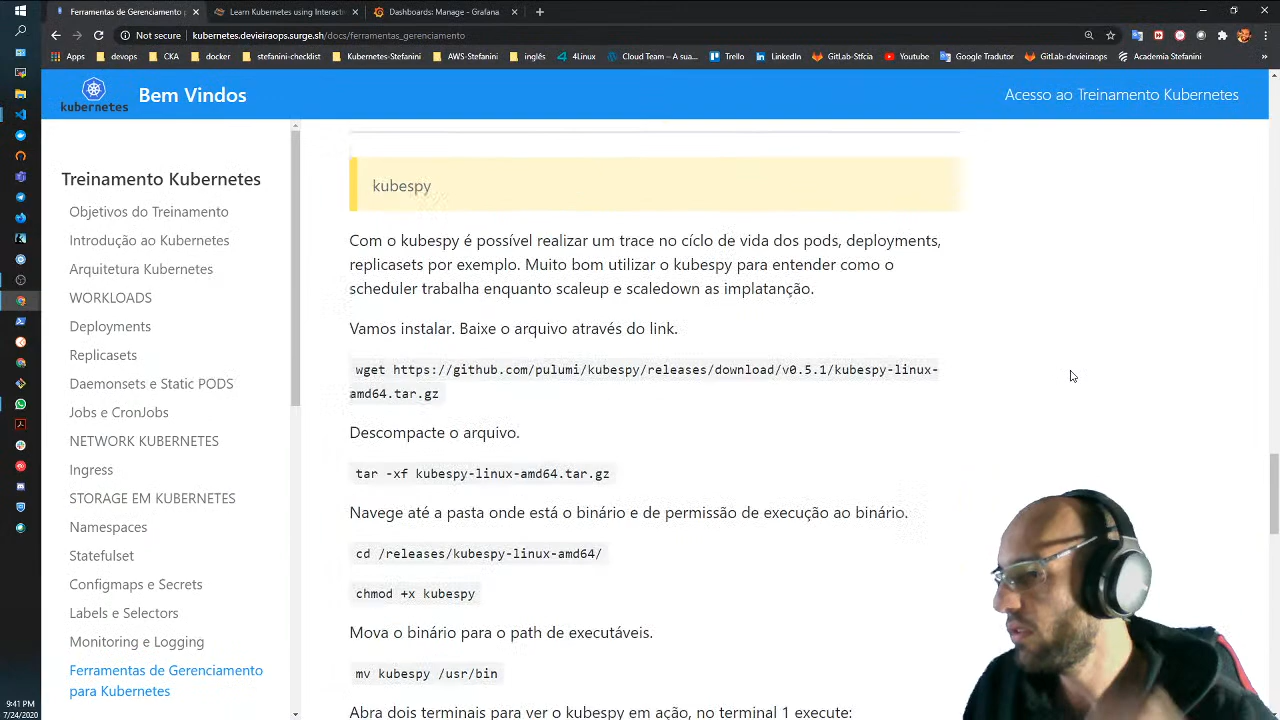 Ferramentas de Gerenciamento p
Learn Kubernetes using Interacti
Dashboards: Manage - Grafana
Not secure
kubernetes.devieiraops.surge.sh/docs/ferramentas_gerenciamento
Apps
devops
CKA
docker
stefanini-checklist
Kubernetes-Stefanini
AWS-Stefanini
inglês
4Linux
Cloud Team – A sua...
Trello
LinkedIn
GitLab-Stfcia
Youtube
Google Tradutor
GitLab-devieiraops
Academia Stefanini
kubernetes
Bem Vindos
Acesso ao Treinamento Kubernetes
Treinamento Kubernetes
Objetivos do Treinamento
Introdução ao Kubernetes
Arquitetura Kubernetes
WORKLOADS
Deployments
Replicasets
Daemonsets e Static PODS
Jobs e CronJobs
NETWORK KUBERNETES
Ingress
STORAGE EM KUBERNETES
Namespaces
Statefulset
Configmaps e Secrets
Labels e Selectors
Monitoring e Logging
Ferramentas de Gerenciamento
para Kubernetes
kubespy
Com o kubespy é possível realizar um trace no cíclo de vida dos pods, deployments,
replicasets por exemplo. Muito bom utilizar o kubespy para entender como o
scheduler trabalha enquanto scaleup e scaledown as implatanção.
Vamos instalar. Baixe o arquivo através do link.
wget https://github.com/pulumi/kubespy/releases/download/v0.5.1/kubespy-linux-
amd64.tar.gz
Descompacte o arquivo.
tar -xf kubespy-linux-amd64.tar.gz
Navege até a pasta onde está o binário e de permissão de execução ao binário.
cd /releases/kubespy-linux-amd64/
chmod +x kubespy
Mova o binário para o path de executáveis.
mv kubespy /usr/bin
Abra dois terminais para ver o kubespy em ação, no terminal 1 execute:
9:41 PM
7/24/2020